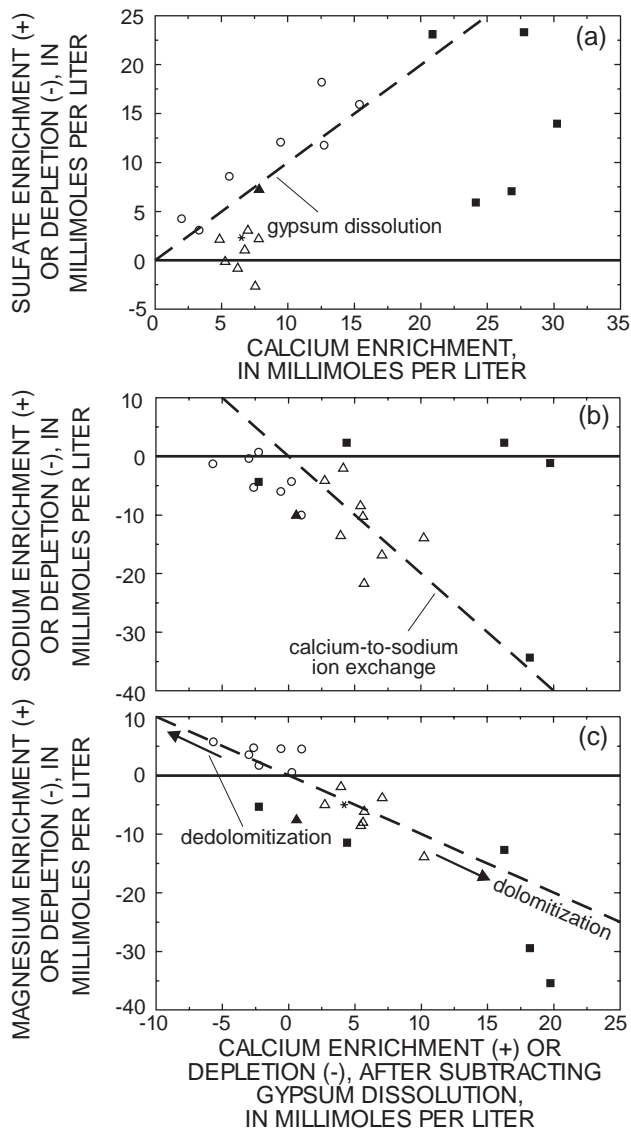 SULFATE ENRICHMENT (+)
OR DEPLETION (-), IN
MILLIMOLES PER LITER
25
20
15
10
5
0
-5
(a)
gypsum dissolution
0 5 10 15 20 25 30 35
CALCIUM ENRICHMENT,
IN MILLIMOLES PER LITER
SODIUM ENRICHMENT (+)
OR DEPLETION (-), IN
MILLIMOLES PER LITER
10
0
-10
-20
-30
-40
(b)
calcium-to-sodium
ion exchange
MAGNESIUM ENRICHMENT (+)
OR DEPLETION (-), IN
MILLIMOLES PER LITER
10
0
-10
-20
-30
-40
(c)
dedolomitization
dolomitization
-10 -5 0 5 10 15 20 25
CALCIUM ENRICHMENT (+) OR
DEPLETION (-), AFTER SUBTRACTING
GYPSUM DISSOLUTION,
IN MILLIMOLES PER LITER